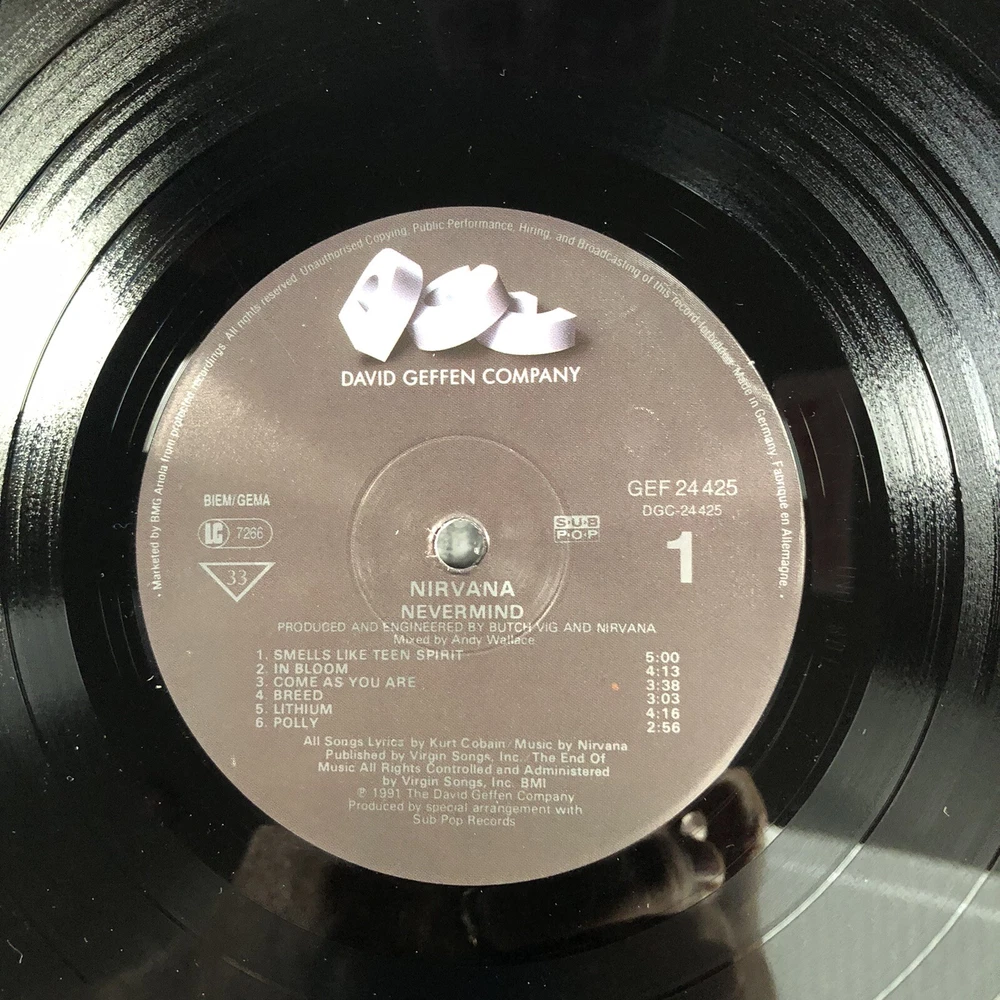 Marketed by BMG Ariola from protected recordings. All rights reserved. Unauthorised Copying, Public Performance, Hiring, and Broadcasting of this record forbidden. Made in Germany. Fabriqué en Allemagne.
DGC
DAVID GEFFEN COMPANY
BIEM/GEMA
LC 7266
33
GEF 24 425
DGC-24425
SUB
POP
1
NIRVANA
NEVERMIND
PRODUCED AND ENGINEERED BY BUTCH VIG AND NIRVANA
Mixed by Andy Wallace
1. SMELLS LIKE TEEN SPIRIT 5:00
2. IN BLOOM 4:13
3. COME AS YOU ARE 3:38
4. BREED 3:03
5. LITHIUM 4:16
6. POLLY 2:56
All Songs Lyrics by Kurt Cobain/Music by Nirvana
Published by Virgin Songs, Inc./The End Of
Music All Rights Controlled and Administered
by Virgin Songs, Inc. BMI
℗ 1991 The David Geffen Company
Produced by special arrangement with
Sub Pop Records